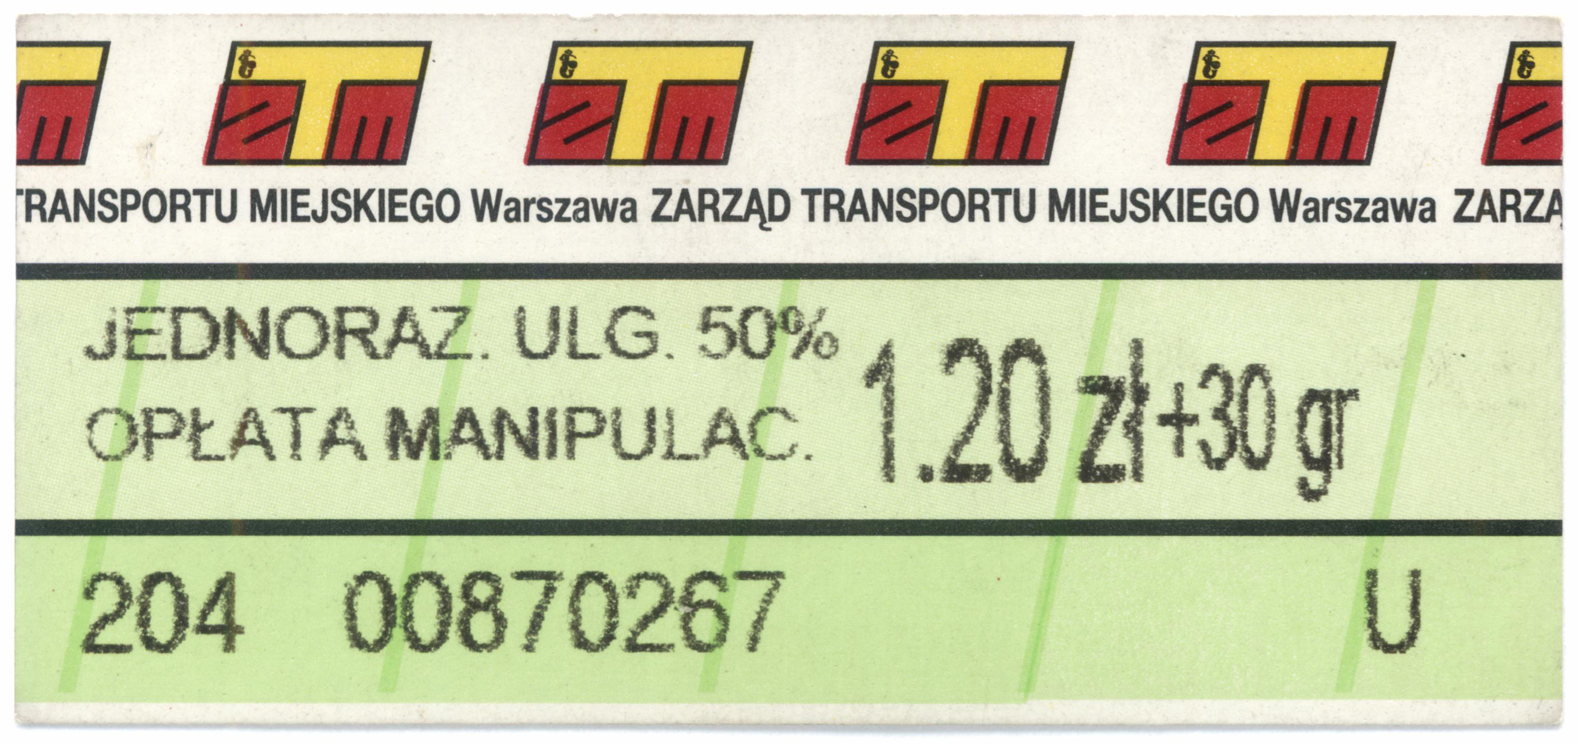 ZTM ZTM ZTM ZTM
TRANSPORTU MIEJSKIEGO Warszawa ZARZĄD TRANSPORTU MIEJSKIEGO Warszawa ZARZĄ
JEDNORAZ. ULG. 50%
OPŁATA MANIPULAC.
1.20 zł+30 gr
204 00870267 U